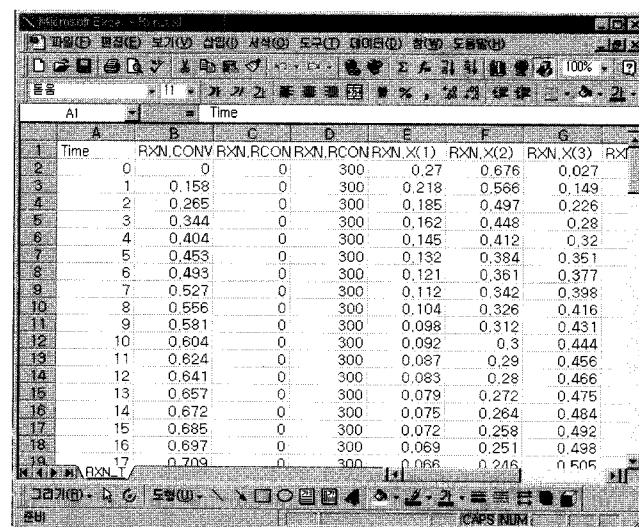 Microsoft Excel
파일(F) 편집(E) 보기(V) 삽입(I) 서식(O) 도구(T) 데이터(D) 창(W) 도움말(H)
100%
돋움 11 가 가 가
A1 = Time
A B C D E F G
1 Time RXN.CONV RXN.RCON RXN.RCON RXN.X(1) RXN.X(2) RXN.X(3)
2 0 0 0 300 0.27 0.676 0.027
3 1 0.158 0 300 0.218 0.566 0.149
4 2 0.265 0 300 0.185 0.497 0.226
5 3 0.344 0 300 0.162 0.448 0.28
6 4 0.404 0 300 0.145 0.412 0.32
7 5 0.453 0 300 0.132 0.384 0.351
8 6 0.493 0 300 0.121 0.361 0.377
9 7 0.527 0 300 0.112 0.342 0.398
10 8 0.556 0 300 0.104 0.326 0.416
11 9 0.581 0 300 0.098 0.312 0.431
12 10 0.604 0 300 0.092 0.3 0.444
13 11 0.624 0 300 0.087 0.29 0.456
14 12 0.641 0 300 0.083 0.28 0.466
15 13 0.657 0 300 0.079 0.272 0.475
16 14 0.672 0 300 0.075 0.264 0.484
17 15 0.685 0 300 0.072 0.258 0.492
18 16 0.697 0 300 0.069 0.251 0.498
19 17 0.709 0 300 0.066 0.246 0.505
RXN_T
그리기(R) 도형(U)
준비 CAPS NUM